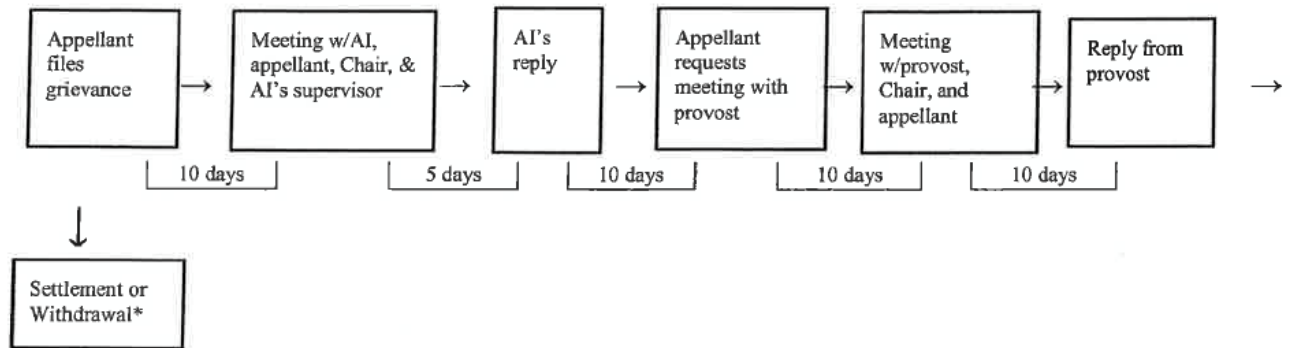 Appellant
files
grievance
Meeting w/AI,
appellant, Chair, &
AI's supervisor
AI's
reply
Appellant
requests
meeting with
provost
Meeting
w/provost,
Chair, and
appellant
Reply from
provost
10 days
5 days
10 days
10 days
10 days
Settlement or
Withdrawal*